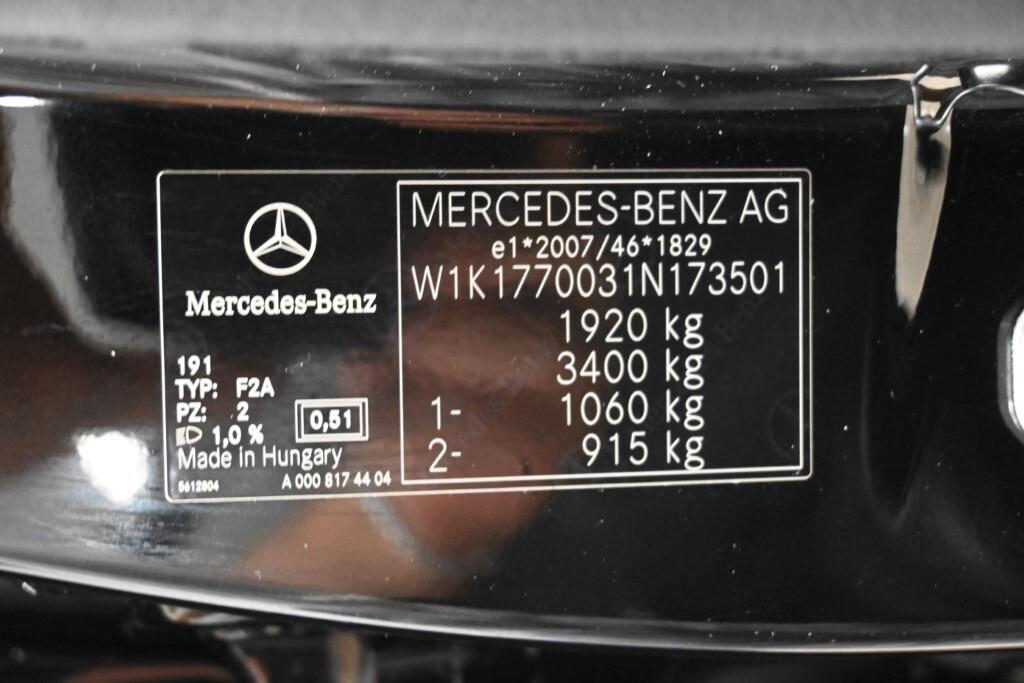 Mercedes-Benz
191
TYP: F2A
PZ: 2
1,0 %
0,51
Made in Hungary
5612804
A 000 817 44 04
MERCEDES-BENZ AG
e1*2007/46*1829
W1K1770031N173501
1920 kg
3400 kg
1- 1060 kg
2- 915 kg